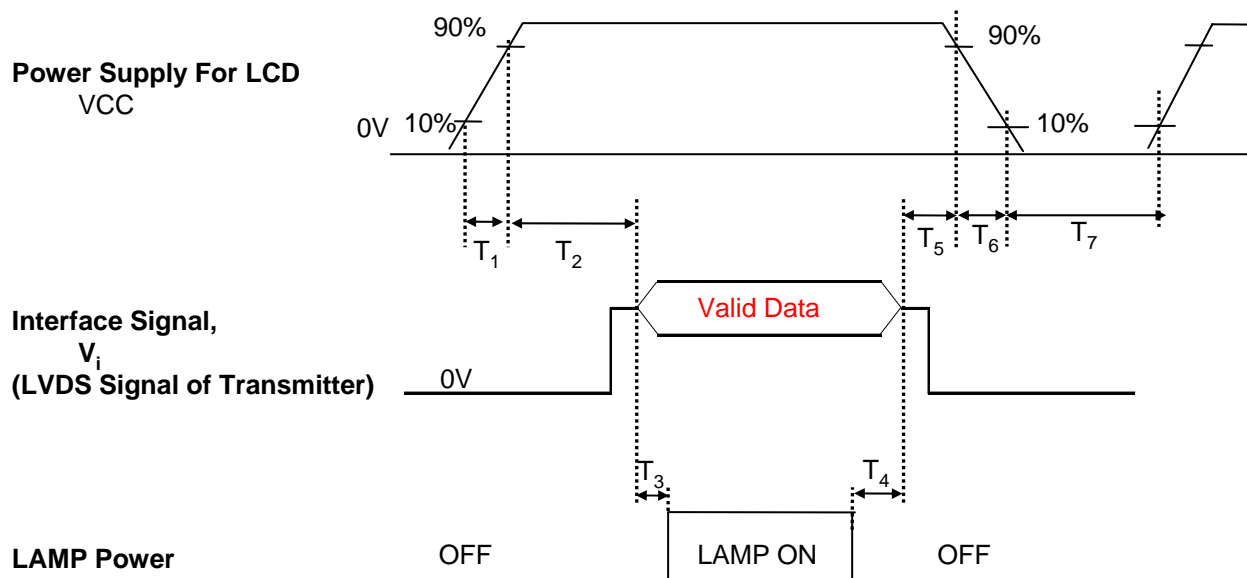 90%
90%
Power Supply For LCD
VCC
0V
10%
10%
T1
T2
T5
T6
T7
Valid Data
Interface Signal,
Vi
(LVDS Signal of Transmitter)
0V
T3
T4
LAMP Power
OFF
LAMP ON
OFF